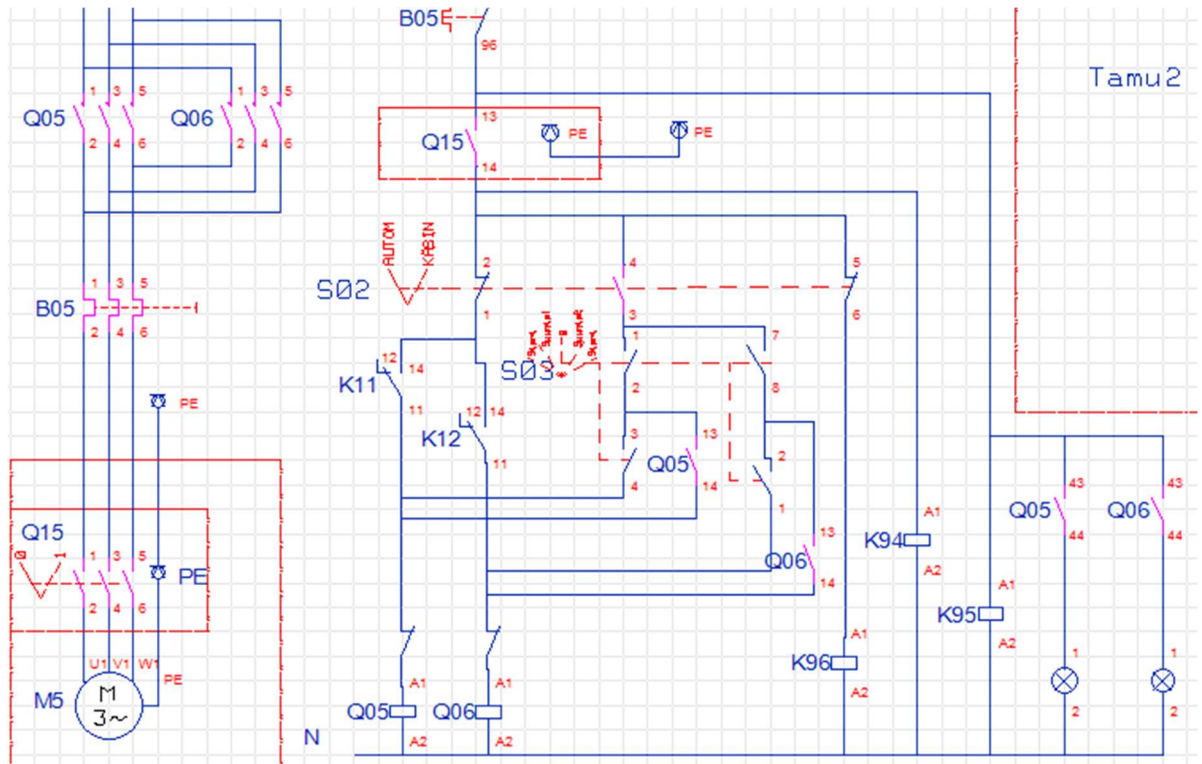 B05
96
Tamu2
1 3 5
1 3 5
Q05
Q06
2 4 6
2 4 6
13
Q15
14
PE
PE
AUTOM
KÄSIN
2
4
5
S02
1
3
6
1 3 5
B05
2 4 6
12
14
K11
11
S03
0
1
2
7
8
12
14
K12
11
3
4
13
Q05
14
2
1
13
Q06
14
PE
Q15
0
1
1 3 5
PE
2 4 6
U1 V1 W1
PE
M5
M
3~
N
A1
Q05
A2
A1
Q06
A2
A1
K96
A2
A1
K94
A2
A1
K95
A2
43
Q05
44
43
Q06
44
1
2
1
2